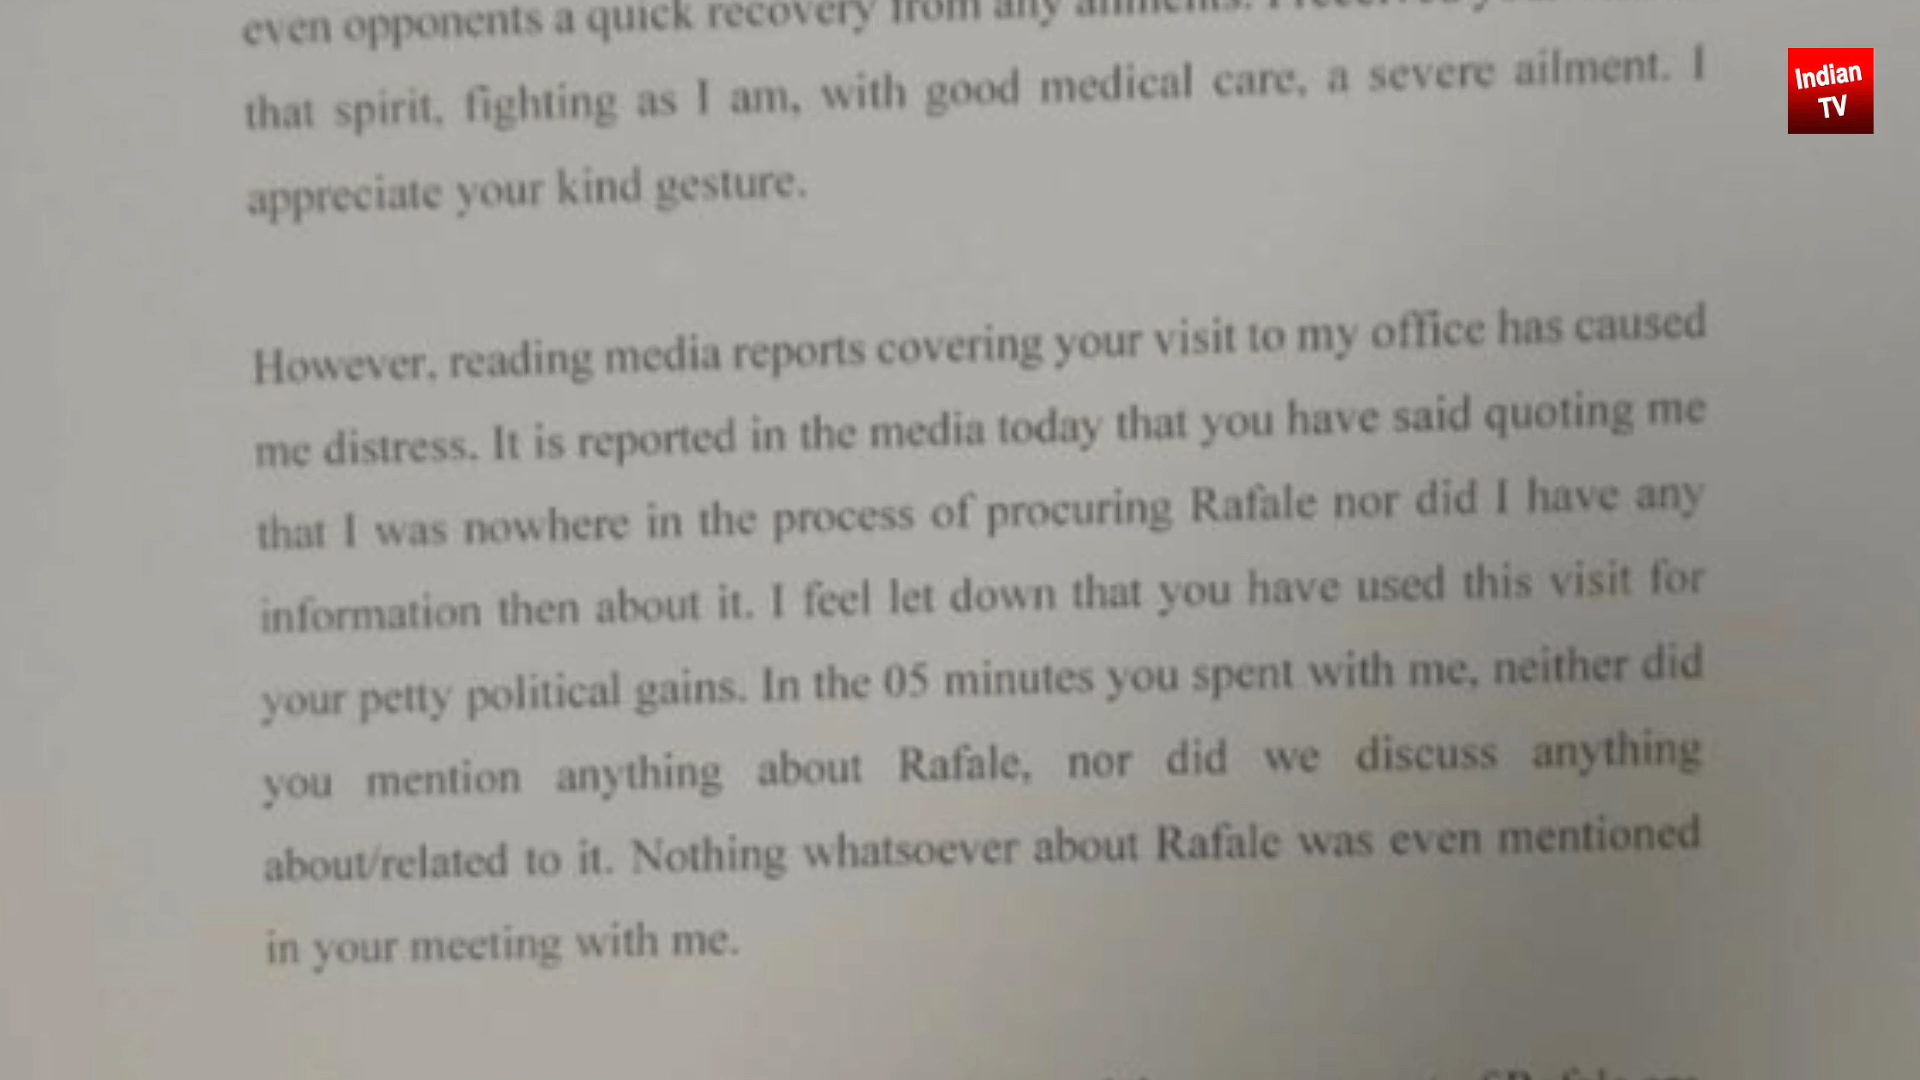 even opponents a quick recovery from any ailments. I received
that spirit, fighting as I am, with good medical care, a severe ailment. I
appreciate your kind gesture.
However, reading media reports covering your visit to my office has caused
me distress. It is reported in the media today that you have said quoting me
that I was nowhere in the process of procuring Rafale nor did I have any
information then about it. I feel let down that you have used this visit for
your petty political gains. In the 05 minutes you spent with me, neither did
you mention anything about Rafale, nor did we discuss anything
about/related to it. Nothing whatsoever about Rafale was even mentioned
in your meeting with me.
Indian
TV